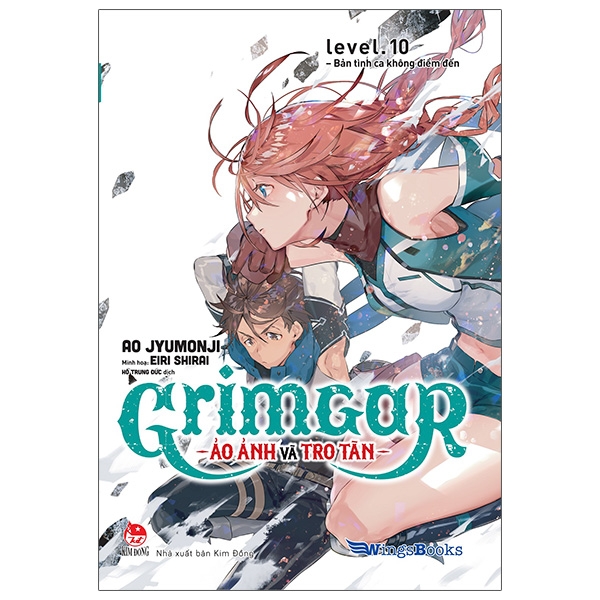 level.10
– Bản tình ca không điểm đến
AO JYUMONJI
Minh hoạ: EIRI SHIRAI
HỒ TRUNG ĐỨC dịch
Grimgar
– ẢO ẢNH VÀ TRO TÀN –
KIM ĐỒNG
Nhà xuất bản Kim Đồng
WingsBooks